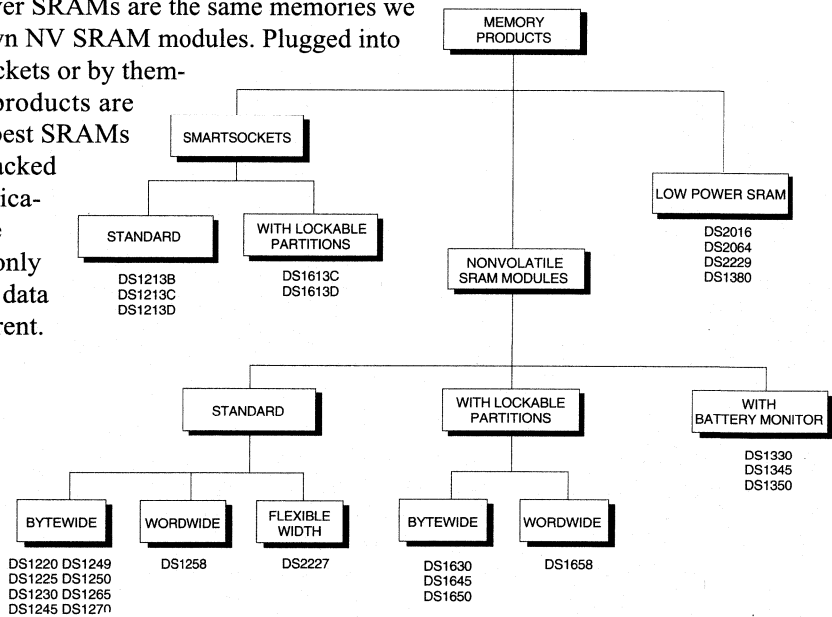 ver SRAMs are the same memories we
vn NV SRAM modules. Plugged into
ckets or by them-
products are
best SRAMs
acked
ica-
only
data
rent.
MEMORY
PRODUCTS
SMARTSOCKETS
STANDARD
DS1213B
DS1213C
DS1213D
WITH LOCKABLE
PARTITIONS
DS1613C
DS1613D
NONVOLATILE
SRAM MODULES
LOW POWER SRAM
DS2016
DS2064
DS2229
DS1380
STANDARD
WITH LOCKABLE
PARTITIONS
WITH
BATTERY MONITOR
DS1330
DS1345
DS1350
BYTEWIDE
DS1220 DS1249
DS1225 DS1250
DS1230 DS1265
DS1245 DS1270
WORDWIDE
DS1258
FLEXIBLE
WIDTH
DS2227
BYTEWIDE
DS1630
DS1645
DS1650
WORDWIDE
DS1658